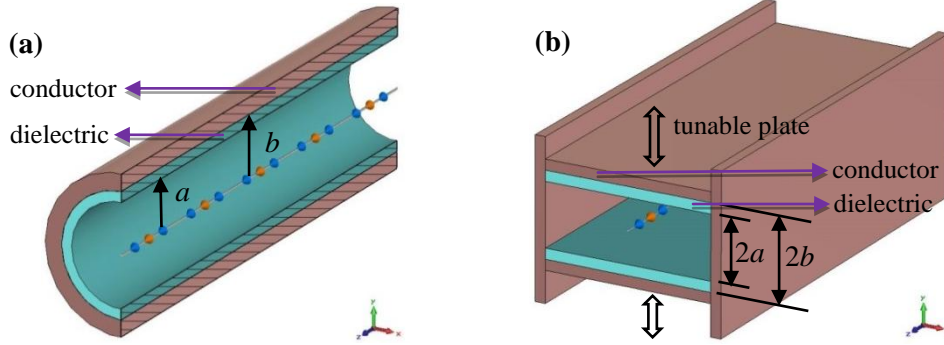 (a)
conductor
dielectric
a
b
y
x
z
(b)
tunable plate
conductor
dielectric
2a
2b
y
x
z